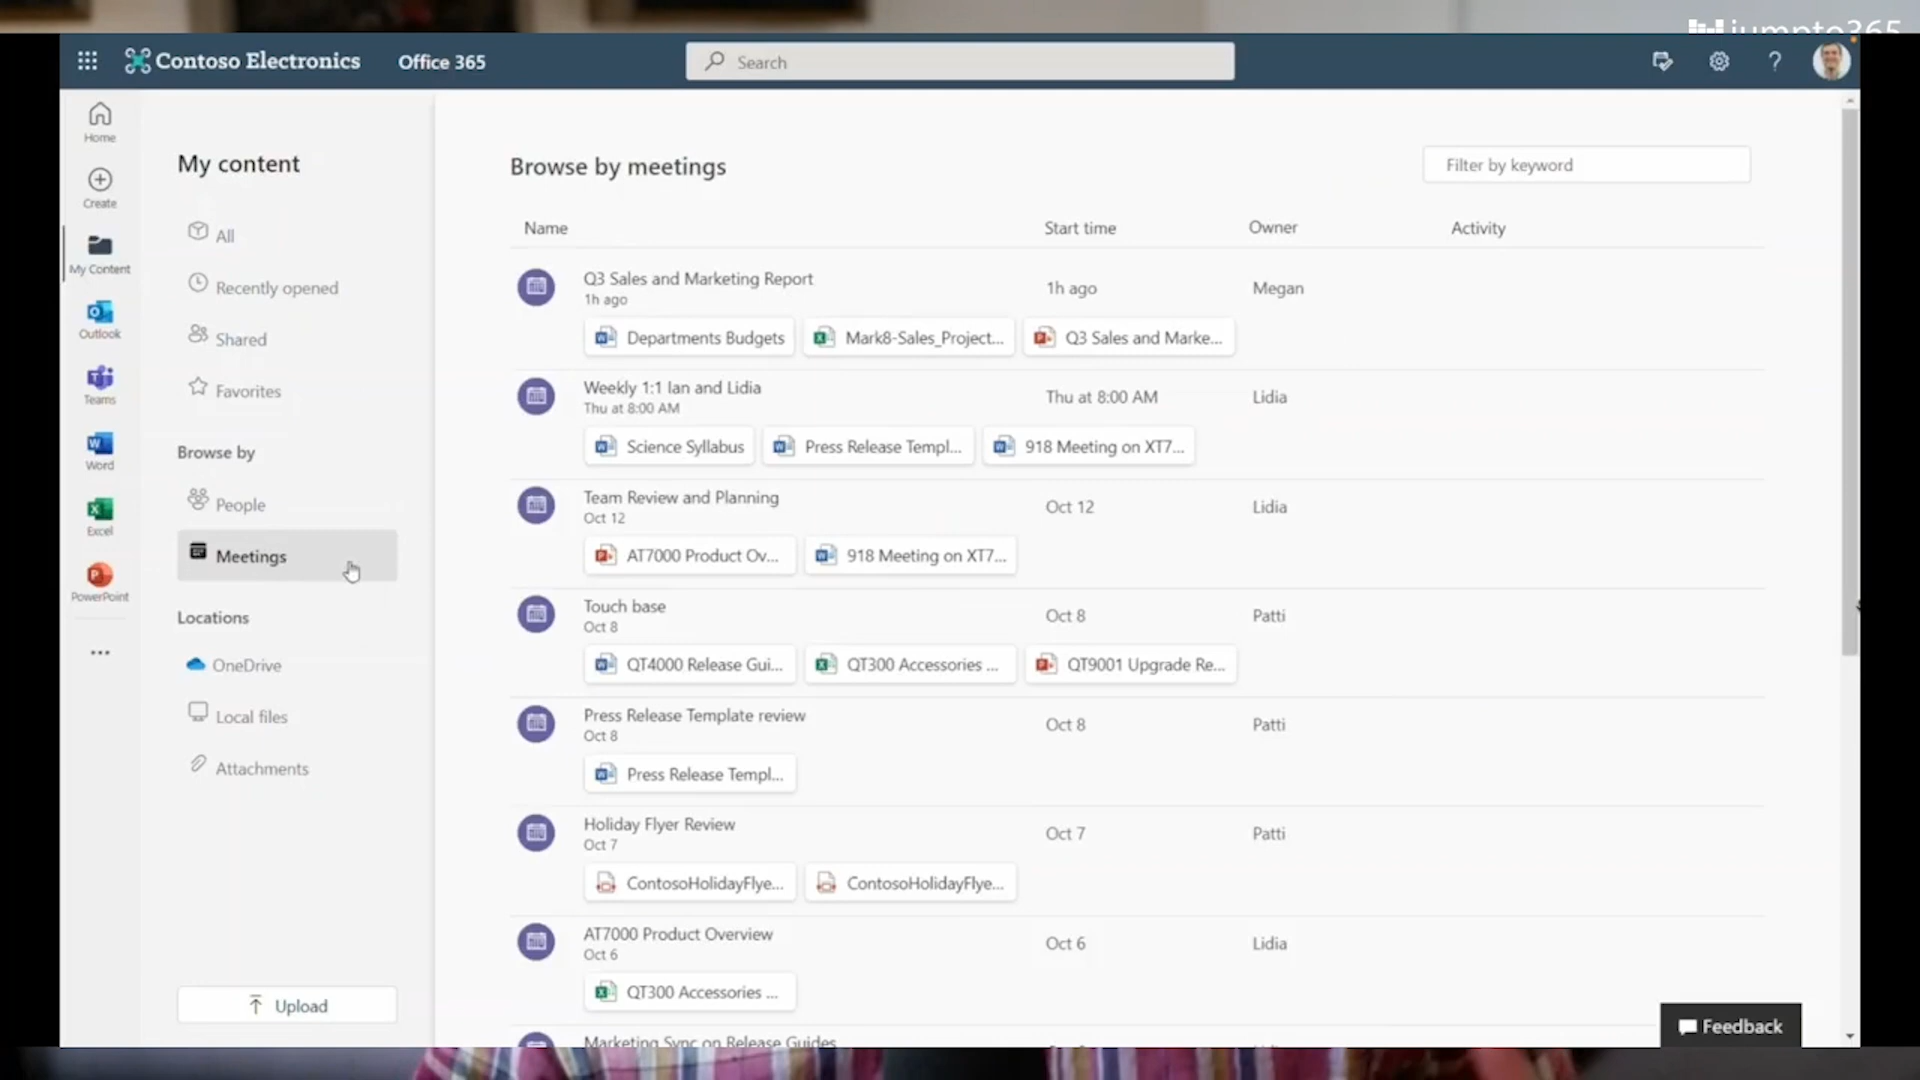 jumpto365
Contoso Electronics
Office 365
Search
?
Home
Create
My Content
Outlook
Teams
Word
Excel
PowerPoint
My content
All
Recently opened
Shared
Favorites
Browse by
People
Meetings
Locations
OneDrive
Local files
Attachments
Upload
Browse by meetings
Filter by keyword
Name Start time Owner Activity
Q3 Sales and Marketing Report 1h ago Megan
1h ago
Departments Budgets Mark8-Sales_Project... Q3 Sales and Marke...
Weekly 1:1 Ian and Lidia Thu at 8:00 AM Lidia
Thu at 8:00 AM
Science Syllabus Press Release Templ... 918 Meeting on XT7...
Team Review and Planning Oct 12 Lidia
Oct 12
AT7000 Product Ov... 918 Meeting on XT7...
Touch base Oct 8 Patti
Oct 8
QT4000 Release Gui... QT300 Accessories ... QT9001 Upgrade Re...
Press Release Template review Oct 8 Patti
Oct 8
Press Release Templ...
Holiday Flyer Review Oct 7 Patti
Oct 7
ContosoHolidayFlye... ContosoHolidayFlye...
AT7000 Product Overview Oct 6 Lidia
Oct 6
QT300 Accessories ...
Marketing Sync on Release Guides
Feedback